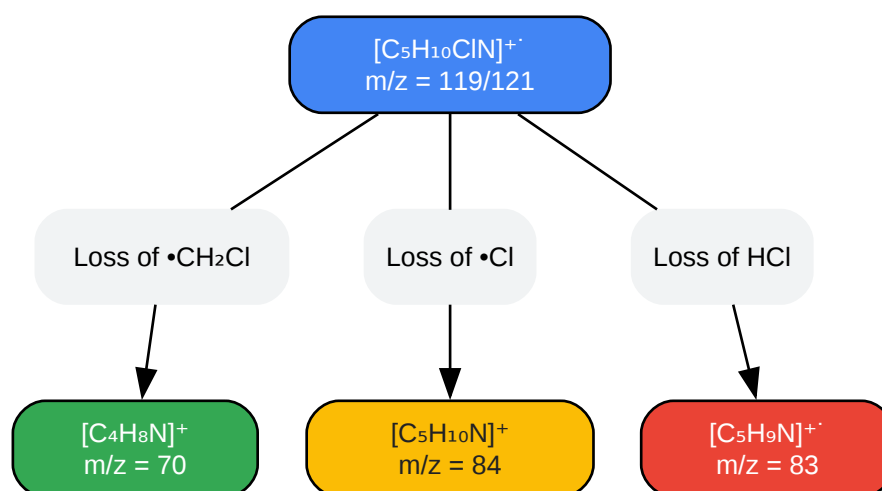 [C₅H₁₀ClN]⁺˙
m/z = 119/121
Loss of •CH₂Cl
Loss of •Cl
Loss of HCl
[C₄H₈N]⁺
m/z = 70
[C₅H₁₀N]⁺
m/z = 84
[C₅H₉N]⁺˙
m/z = 83